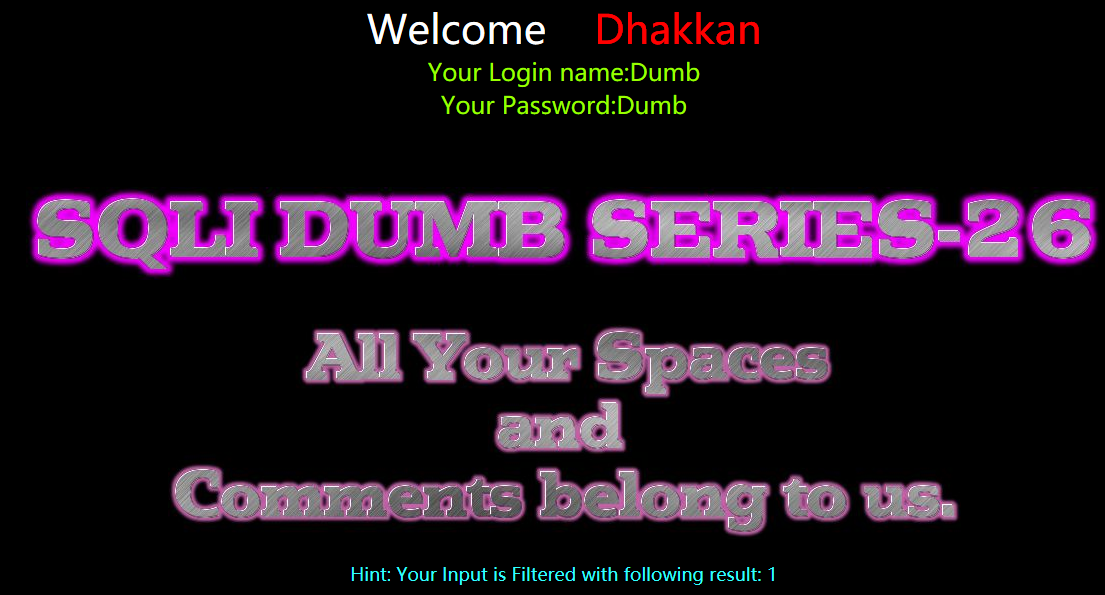 Welcome    Dhakkan
Your Login name:Dumb
Your Password:Dumb
SQLI DUMB SERIES-26
All Your Spaces
and
Comments belong to us.
Hint: Your Input is Filtered with following result: 1